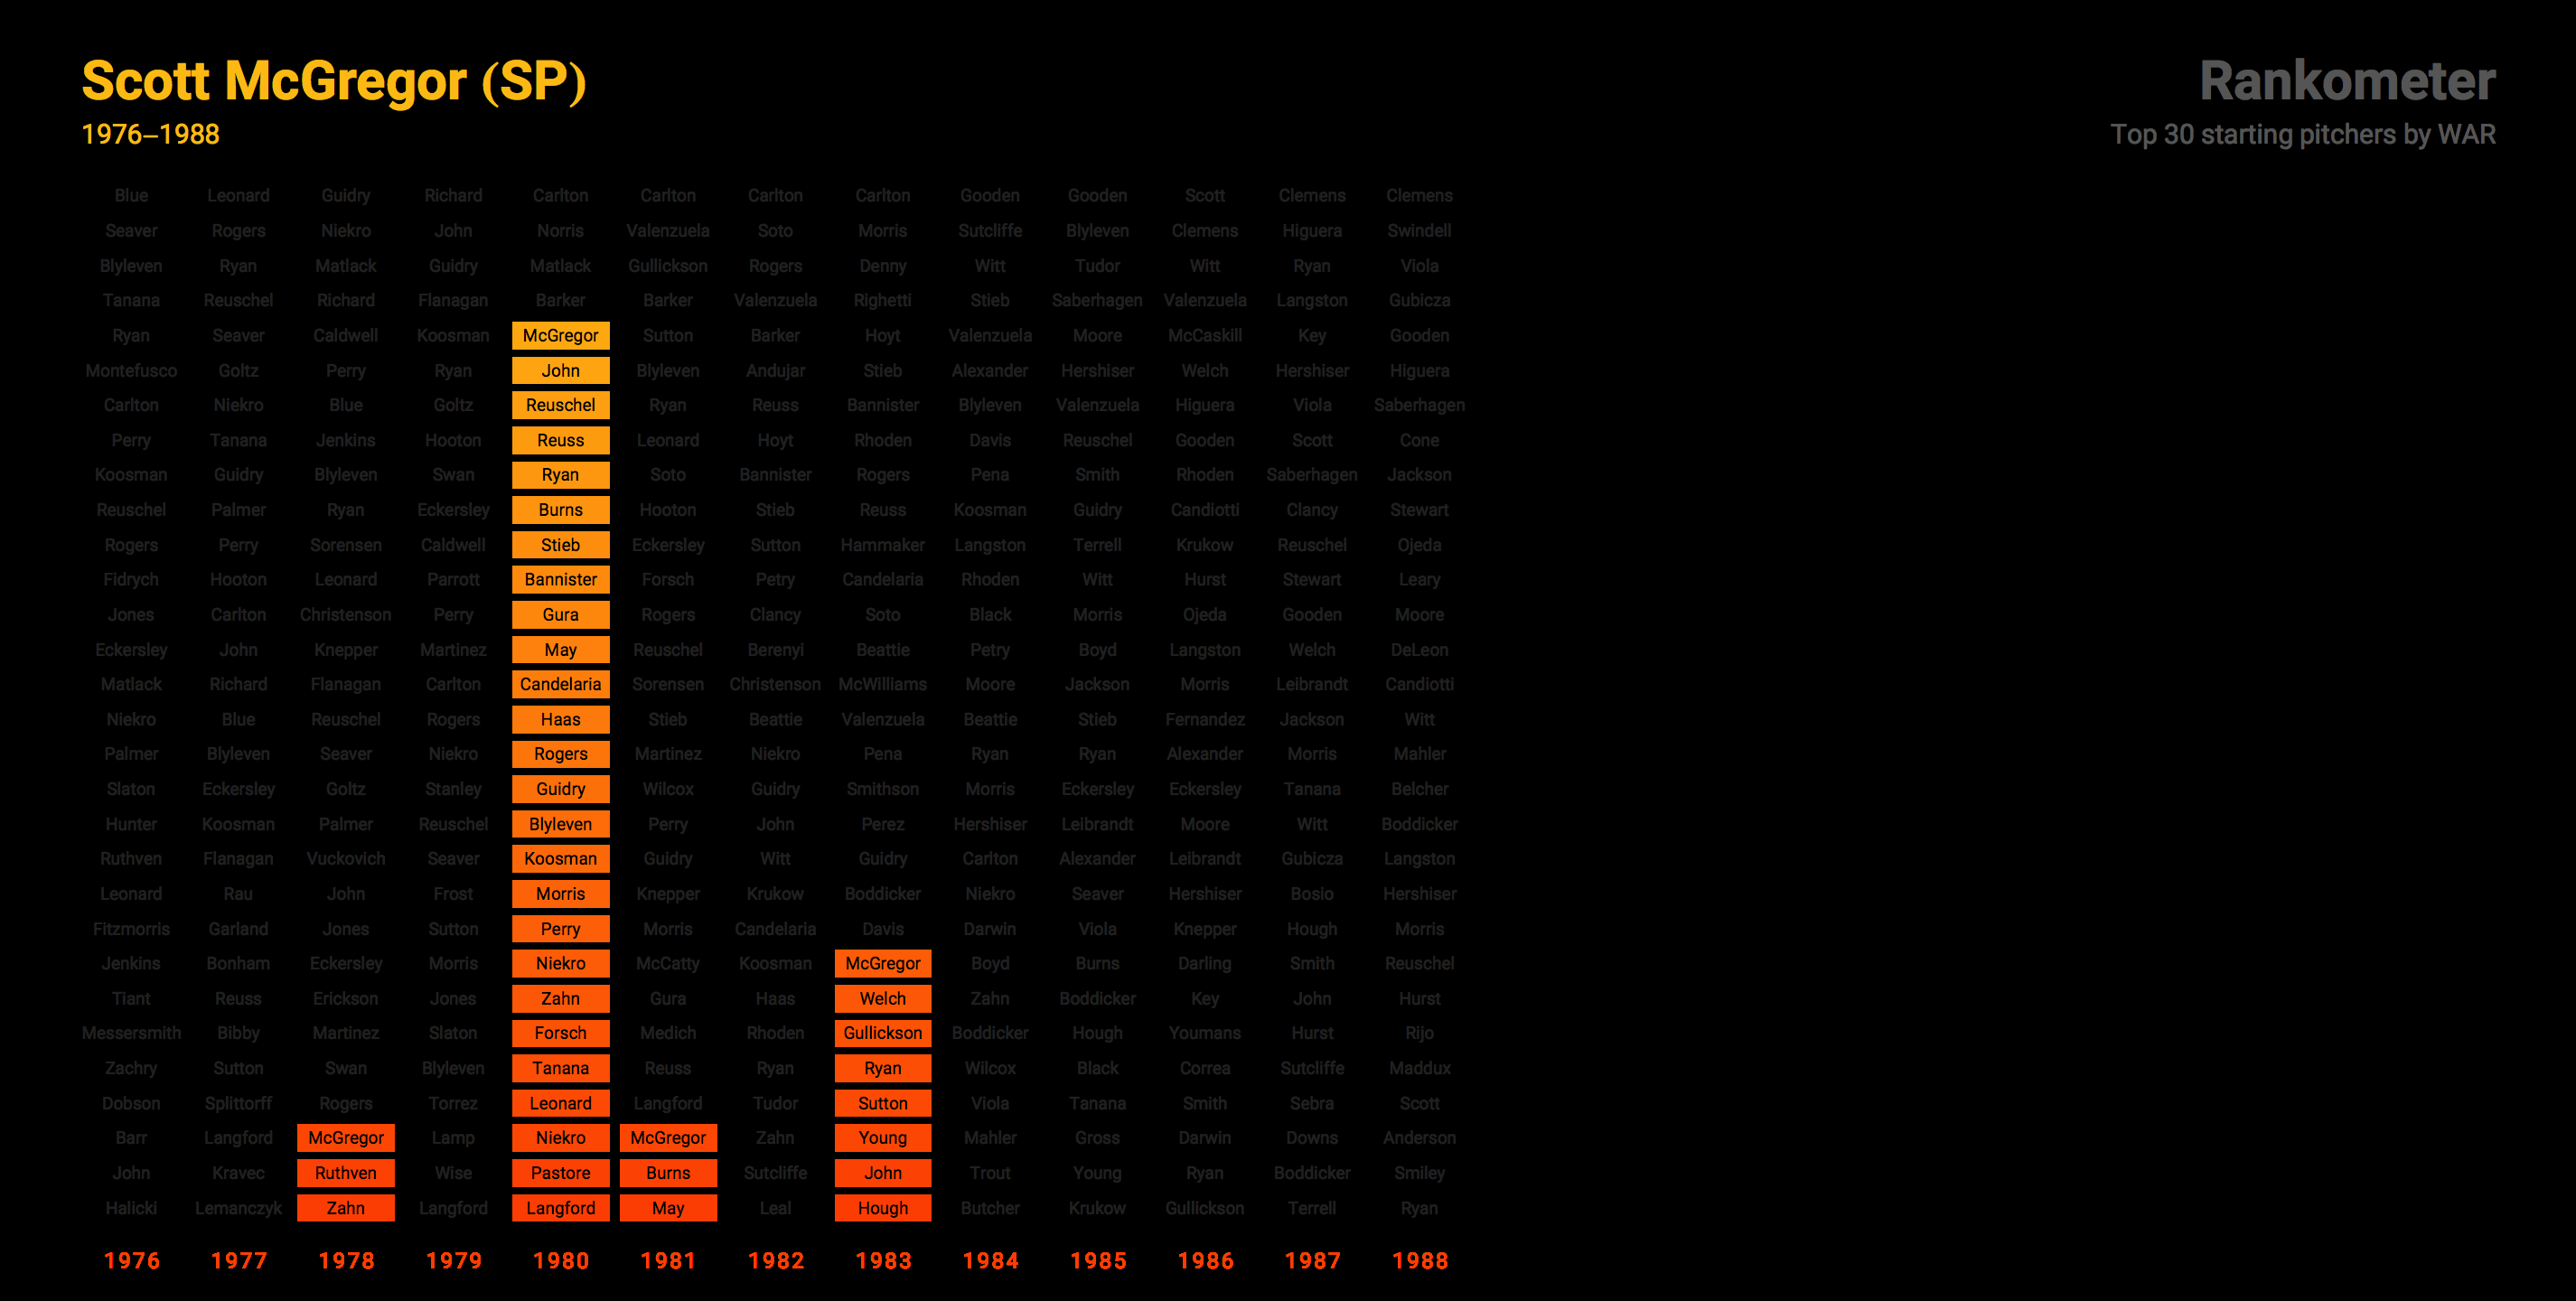 Scott McGregor (SP)
Rankometer
1976–1988
Top 30 starting pitchers by WAR
Blue Leonard Guidry Richard Carlton Carlton Carlton Carlton Gooden Gooden Scott Clemens Clemens
Seaver Rogers Niekro John Norris Valenzuela Soto Morris Sutcliffe Blyleven Clemens Higuera Swindell
Blyleven Ryan Matlack Guidry Matlack Gullickson Rogers Denny Witt Tudor Witt Ryan Viola
Tanana Reuschel Richard Flanagan Barker Barker Valenzuela Righetti Stieb Saberhagen Valenzuela Langston Gubicza
Ryan Seaver Caldwell Koosman McGregor Sutton Barker Hoyt Valenzuela Moore McCaskill Key Gooden
Montefusco Goltz Perry Ryan John Blyleven Andujar Stieb Alexander Hershiser Welch Hershiser Higuera
Carlton Niekro Blue Goltz Reuschel Ryan Reuss Bannister Blyleven Valenzuela Higuera Viola Saberhagen
Perry Tanana Jenkins Hooton Reuss Leonard Hoyt Rhoden Davis Reuschel Gooden Scott Cone
Koosman Guidry Blyleven Swan Ryan Soto Bannister Rogers Pena Smith Rhoden Saberhagen Jackson
Reuschel Palmer Ryan Eckersley Burns Hooton Stieb Reuss Koosman Guidry Candiotti Clancy Stewart
Rogers Perry Sorensen Caldwell Stieb Eckersley Sutton Hammaker Langston Terrell Krukow Reuschel Ojeda
Fidrych Hooton Leonard Parrott Bannister Forsch Petry Candelaria Rhoden Witt Hurst Stewart Leary
Jones Carlton Christenson Perry Gura Rogers Clancy Soto Black Morris Ojeda Gooden Moore
Eckersley John Knepper Martinez May Reuschel Berenyi Beattie Petry Boyd Langston Welch DeLeon
Matlack Richard Flanagan Carlton Candelaria Sorensen Christenson McWilliams Moore Jackson Morris Leibrandt Candiotti
Niekro Blue Reuschel Rogers Haas Stieb Beattie Valenzuela Beattie Stieb Fernandez Jackson Witt
Palmer Blyleven Seaver Niekro Rogers Martinez Niekro Pena Ryan Ryan Alexander Morris Mahler
Slaton Eckersley Goltz Stanley Guidry Wilcox Guidry Smithson Morris Eckersley Eckersley Tanana Belcher
Hunter Koosman Palmer Reuschel Blyleven Perry John Perez Hershiser Leibrandt Moore Witt Boddicker
Ruthven Flanagan Vuckovich Seaver Koosman Guidry Witt Guidry Carlton Alexander Leibrandt Gubicza Langston
Leonard Rau John Frost Morris Knepper Krukow Boddicker Niekro Seaver Hershiser Bosio Hershiser
Fitzmorris Garland Jones Sutton Perry Morris Candelaria Davis Darwin Viola Knepper Hough Morris
Jenkins Bonham Eckersley Morris Niekro McCatty Koosman McGregor Boyd Burns Darling Smith Reuschel
Tiant Reuss Erickson Jones Zahn Gura Haas Welch Zahn Boddicker Key John Hurst
Messersmith Bibby Martinez Slaton Forsch Medich Rhoden Gullickson Boddicker Hough Youmans Hurst Rijo
Zachry Sutton Swan Blyleven Tanana Reuss Ryan Ryan Wilcox Black Correa Sutcliffe Maddux
Dobson Splittorff Rogers Torrez Leonard Langford Tudor Sutton Viola Tanana Smith Sebra Scott
Barr Langford McGregor Lamp Niekro McGregor Zahn Young Mahler Gross Darwin Downs Anderson
John Kravec Ruthven Wise Pastore Burns Sutcliffe John Trout Young Ryan Boddicker Smiley
Halicki Lemanczyk Zahn Langford Langford May Leal Hough Butcher Krukow Gullickson Terrell Ryan
1976 1977 1978 1979 1980 1981 1982 1983 1984 1985 1986 1987 1988